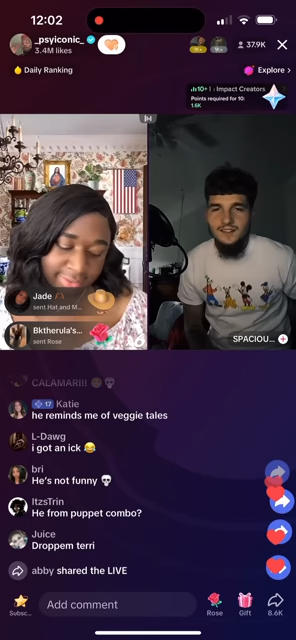 12:02
_psyiconic_
3.4M likes
37.9K
Daily Ranking
Explore >
10+ | Impact Creators
Points required for 10:
1.6K
Jade
sent Hat and M...
Bktherula's...
sent Rose
SPACIOU...
CALAMARI!!
17 Katie
he reminds me of veggie tales
L-Dawg
i got an ick 😂
bri
He's not funny 💀
ItzsTrin
He from puppet combo?
Juice
Droppem terri
abby shared the LIVE
Subsc...
Add comment
Rose
Gift
8.6K